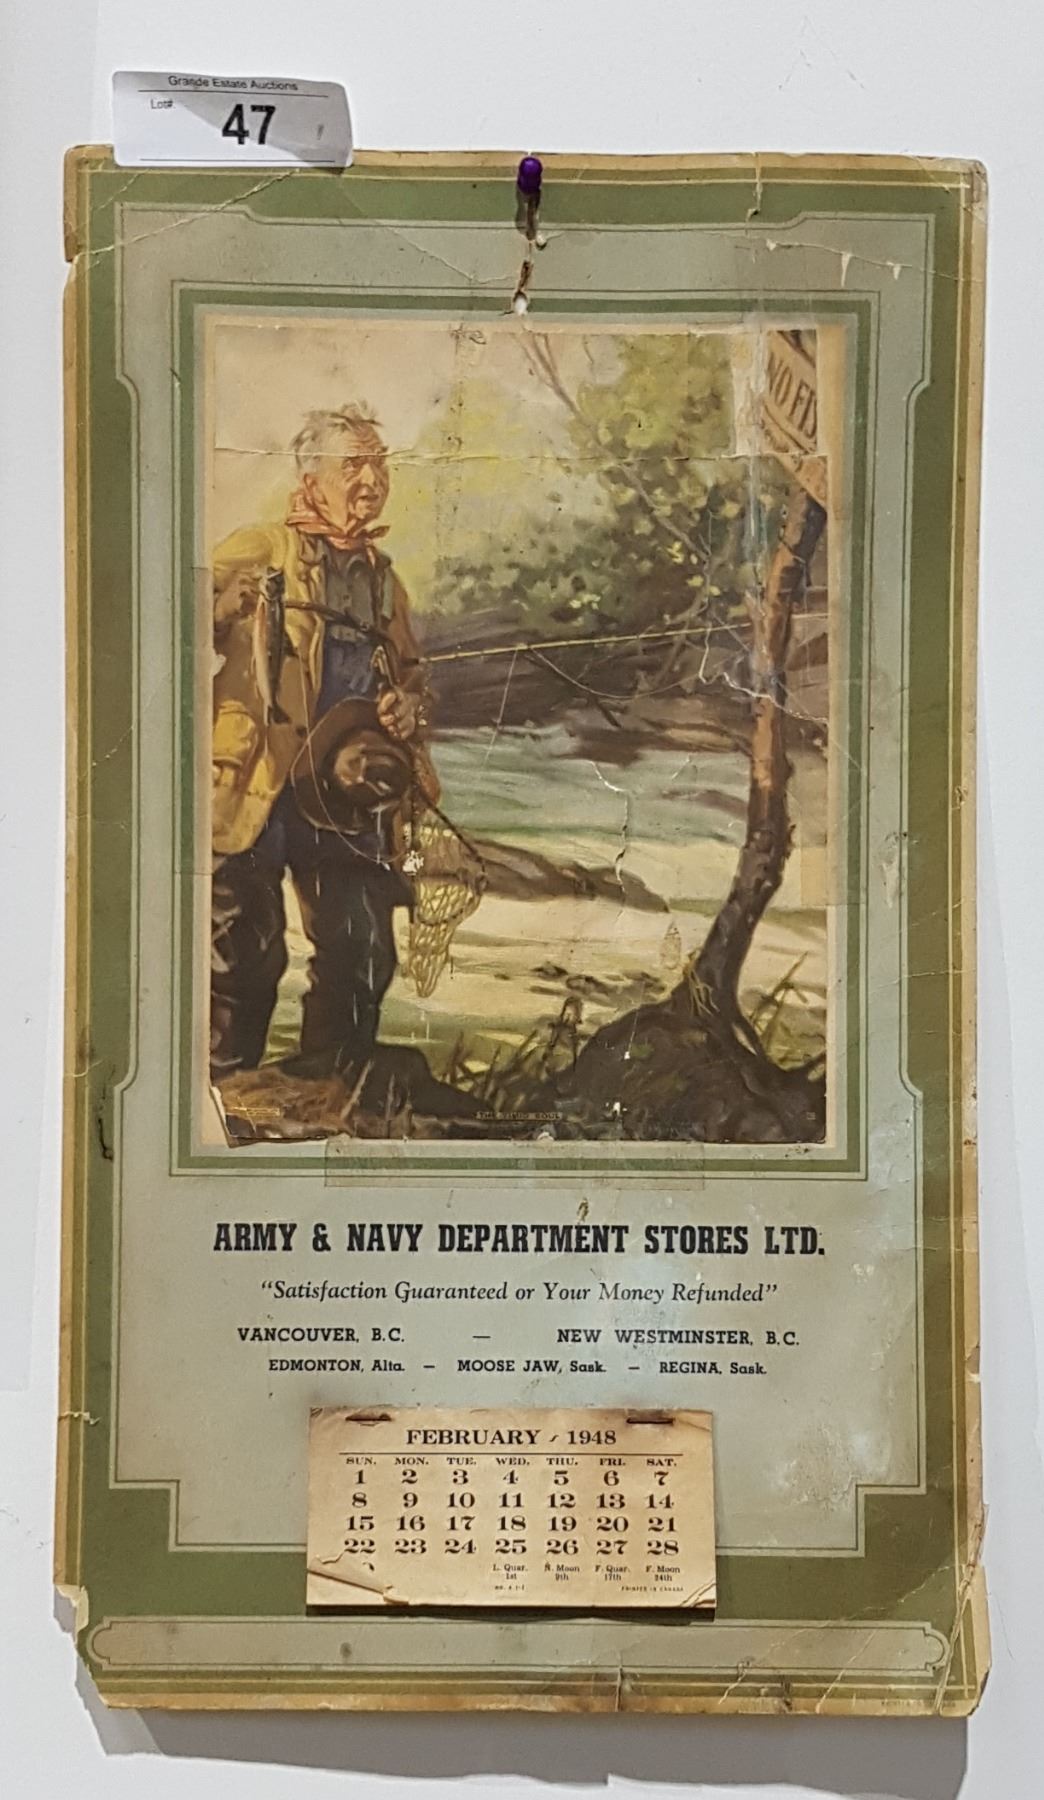 Grande Estate Auctions
Lot#.
47
NO FIS
THE TIMID SOUL
ARMY & NAVY DEPARTMENT STORES LTD.
"Satisfaction Guaranteed or Your Money Refunded"
VANCOUVER, B.C. — NEW WESTMINSTER, B.C.
EDMONTON, Alta. — MOOSE JAW, Sask. — REGINA, Sask.
FEBRUARY - 1948
SUN. MON. TUE. WED. THU. FRI. SAT.
1 2 3 4 5 6 7
8 9 10 11 12 13 14
15 16 17 18 19 20 21
22 23 24 25 26 27 28
L. Quar. N. Moon F. Quar. F. Moon
1st 9th 17th 24th
PRINTED IN CANADA